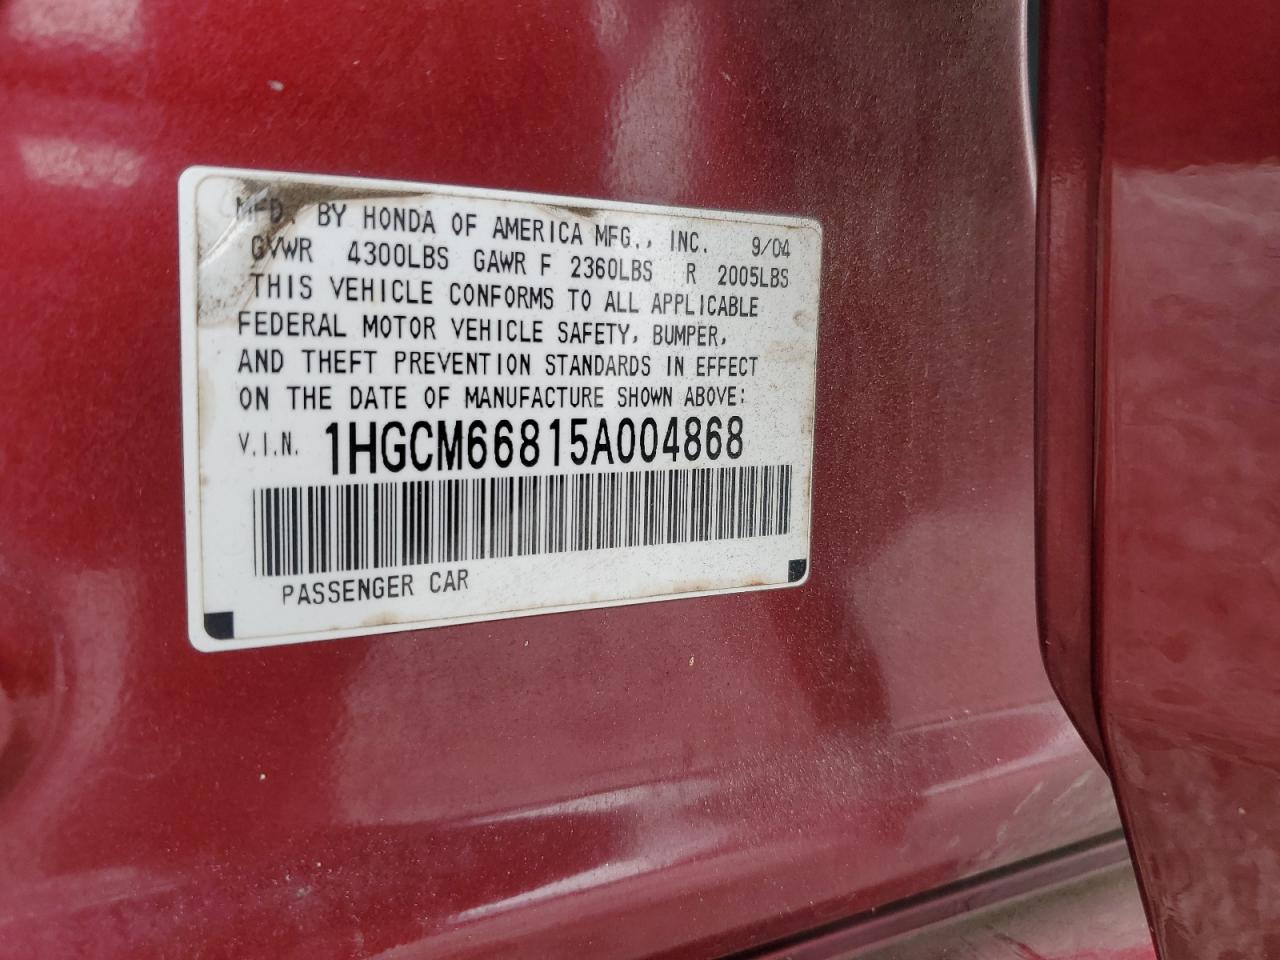 MFD. BY HONDA OF AMERICA MFG., INC. 9/04
GVWR 4300LBS GAWR F 2360LBS R 2005LBS
THIS VEHICLE CONFORMS TO ALL APPLICABLE
FEDERAL MOTOR VEHICLE SAFETY, BUMPER,
AND THEFT PREVENTION STANDARDS IN EFFECT
ON THE DATE OF MANUFACTURE SHOWN ABOVE:
V.I.N. 1HGCM66815A004868
PASSENGER CAR